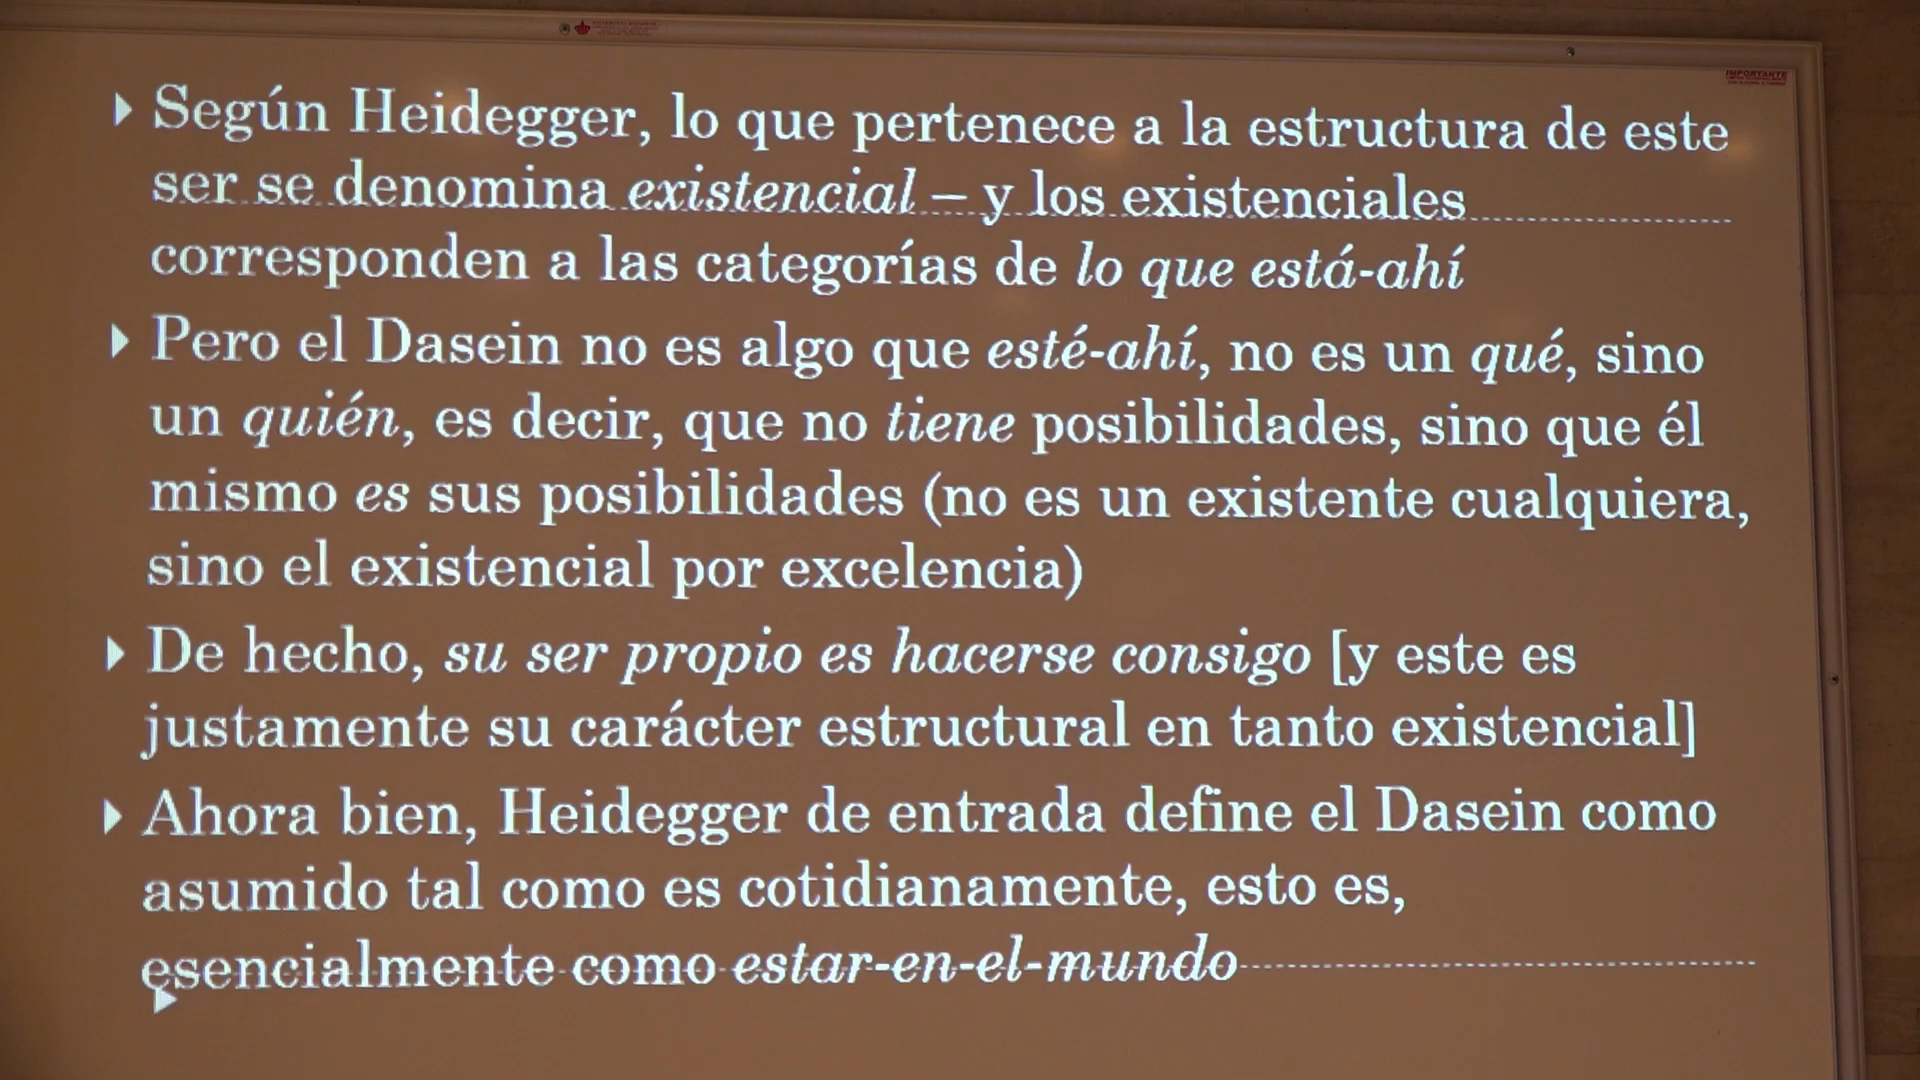 IMPORTANTE
Según Heidegger, lo que pertenece a la estructura de este
ser se denomina existencial – y los existenciales
corresponden a las categorías de lo que está-ahí
Pero el Dasein no es algo que esté-ahí, no es un qué, sino
un quién, es decir, que no tiene posibilidades, sino que él
mismo es sus posibilidades (no es un existente cualquiera,
sino el existencial por excelencia)
De hecho, su ser propio es hacerse consigo [y este es
justamente su carácter estructural en tanto existencial]
Ahora bien, Heidegger de entrada define el Dasein como
asumido tal como es cotidianamente, esto es,
esencialmente como estar-en-el-mundo